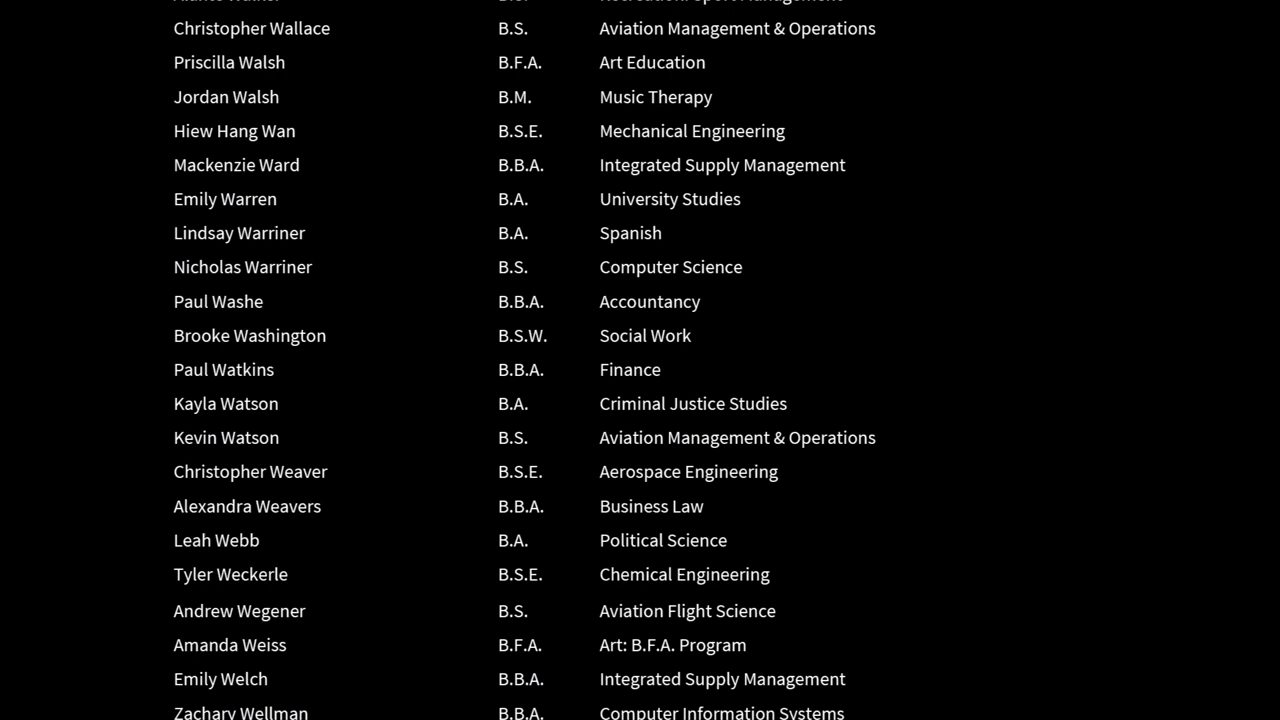 Christopher Wallace B.S. Aviation Management & Operations
Priscilla Walsh B.F.A. Art Education
Jordan Walsh B.M. Music Therapy
Hiew Hang Wan B.S.E. Mechanical Engineering
Mackenzie Ward B.B.A. Integrated Supply Management
Emily Warren B.A. University Studies
Lindsay Warriner B.A. Spanish
Nicholas Warriner B.S. Computer Science
Paul Washe B.B.A. Accountancy
Brooke Washington B.S.W. Social Work
Paul Watkins B.B.A. Finance
Kayla Watson B.A. Criminal Justice Studies
Kevin Watson B.S. Aviation Management & Operations
Christopher Weaver B.S.E. Aerospace Engineering
Alexandra Weavers B.B.A. Business Law
Leah Webb B.A. Political Science
Tyler Weckerle B.S.E. Chemical Engineering
Andrew Wegener B.S. Aviation Flight Science
Amanda Weiss B.F.A. Art: B.F.A. Program
Emily Welch B.B.A. Integrated Supply Management
Zachary Wellman B.B.A. Computer Information Systems